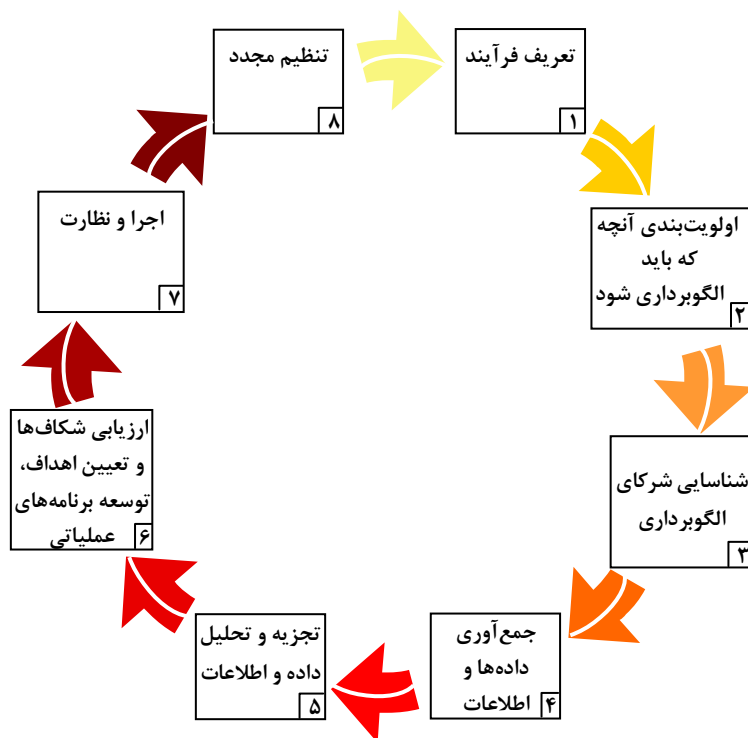 تعریف فرآیند
۱
اولویت‌بندی آنچه
که باید
الگوبرداری شود
۲
شناسایی شرکای
الگوبرداری
۳
جمع‌آوری
داده‌ها و
اطلاعات
۴
تجزیه و تحلیل
داده و اطلاعات
۵
ارزیابی شکاف‌ها
و تعیین اهداف،
توسعه برنامه‌های
عملیاتی
۶
اجرا و نظارت
۷
تنظیم مجدد
۸